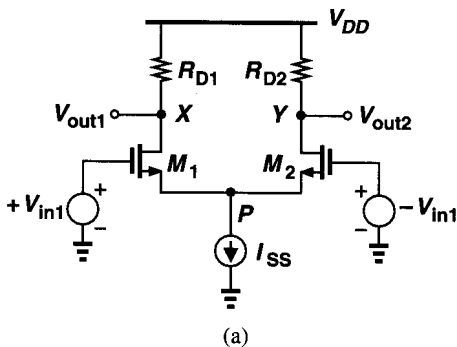 V_DD
R_D1 R_D2
V_out1 X Y V_out2
M_1 M_2
+V_in1 + − P + − −V_in1
I_SS
(a)